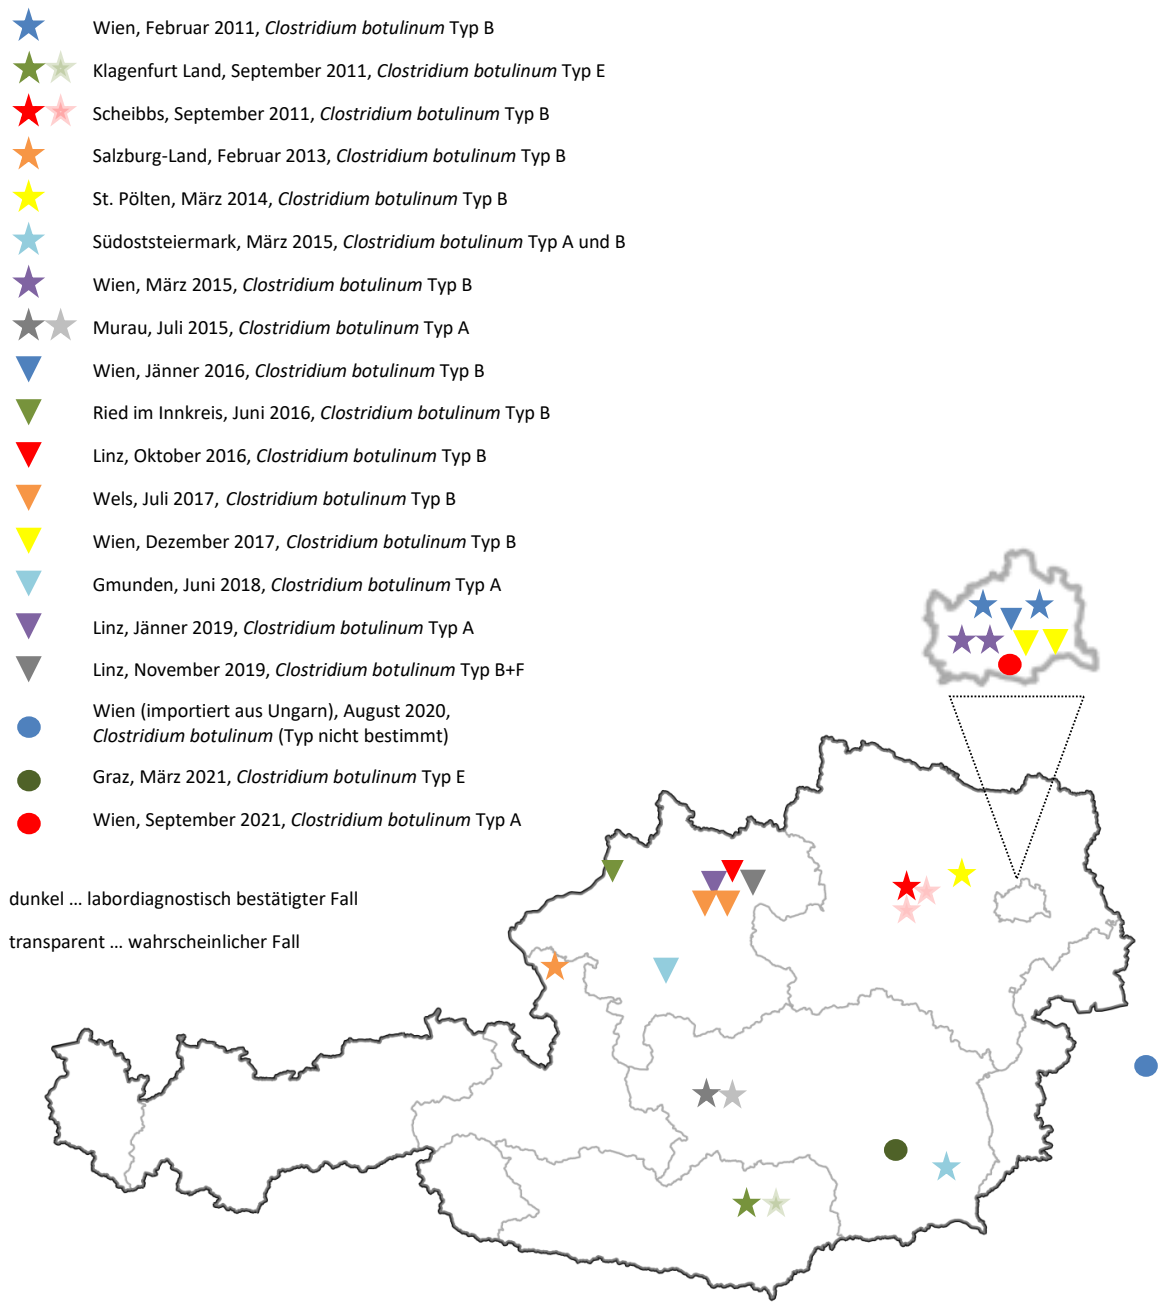 Wien, Februar 2011, Clostridium botulinum Typ B
Klagenfurt Land, September 2011, Clostridium botulinum Typ E
Scheibbs, September 2011, Clostridium botulinum Typ B
Salzburg-Land, Februar 2013, Clostridium botulinum Typ B
St. Pölten, März 2014, Clostridium botulinum Typ B
Südoststeiermark, März 2015, Clostridium botulinum Typ A und B
Wien, März 2015, Clostridium botulinum Typ B
Murau, Juli 2015, Clostridium botulinum Typ A
Wien, Jänner 2016, Clostridium botulinum Typ B
Ried im Innkreis, Juni 2016, Clostridium botulinum Typ B
Linz, Oktober 2016, Clostridium botulinum Typ B
Wels, Juli 2017, Clostridium botulinum Typ B
Wien, Dezember 2017, Clostridium botulinum Typ B
Gmunden, Juni 2018, Clostridium botulinum Typ A
Linz, Jänner 2019, Clostridium botulinum Typ A
Linz, November 2019, Clostridium botulinum Typ B+F
Wien (importiert aus Ungarn), August 2020,
Clostridium botulinum (Typ nicht bestimmt)
Graz, März 2021, Clostridium botulinum Typ E
Wien, September 2021, Clostridium botulinum Typ A
dunkel ... labordiagnostisch bestätigter Fall
transparent ... wahrscheinlicher Fall